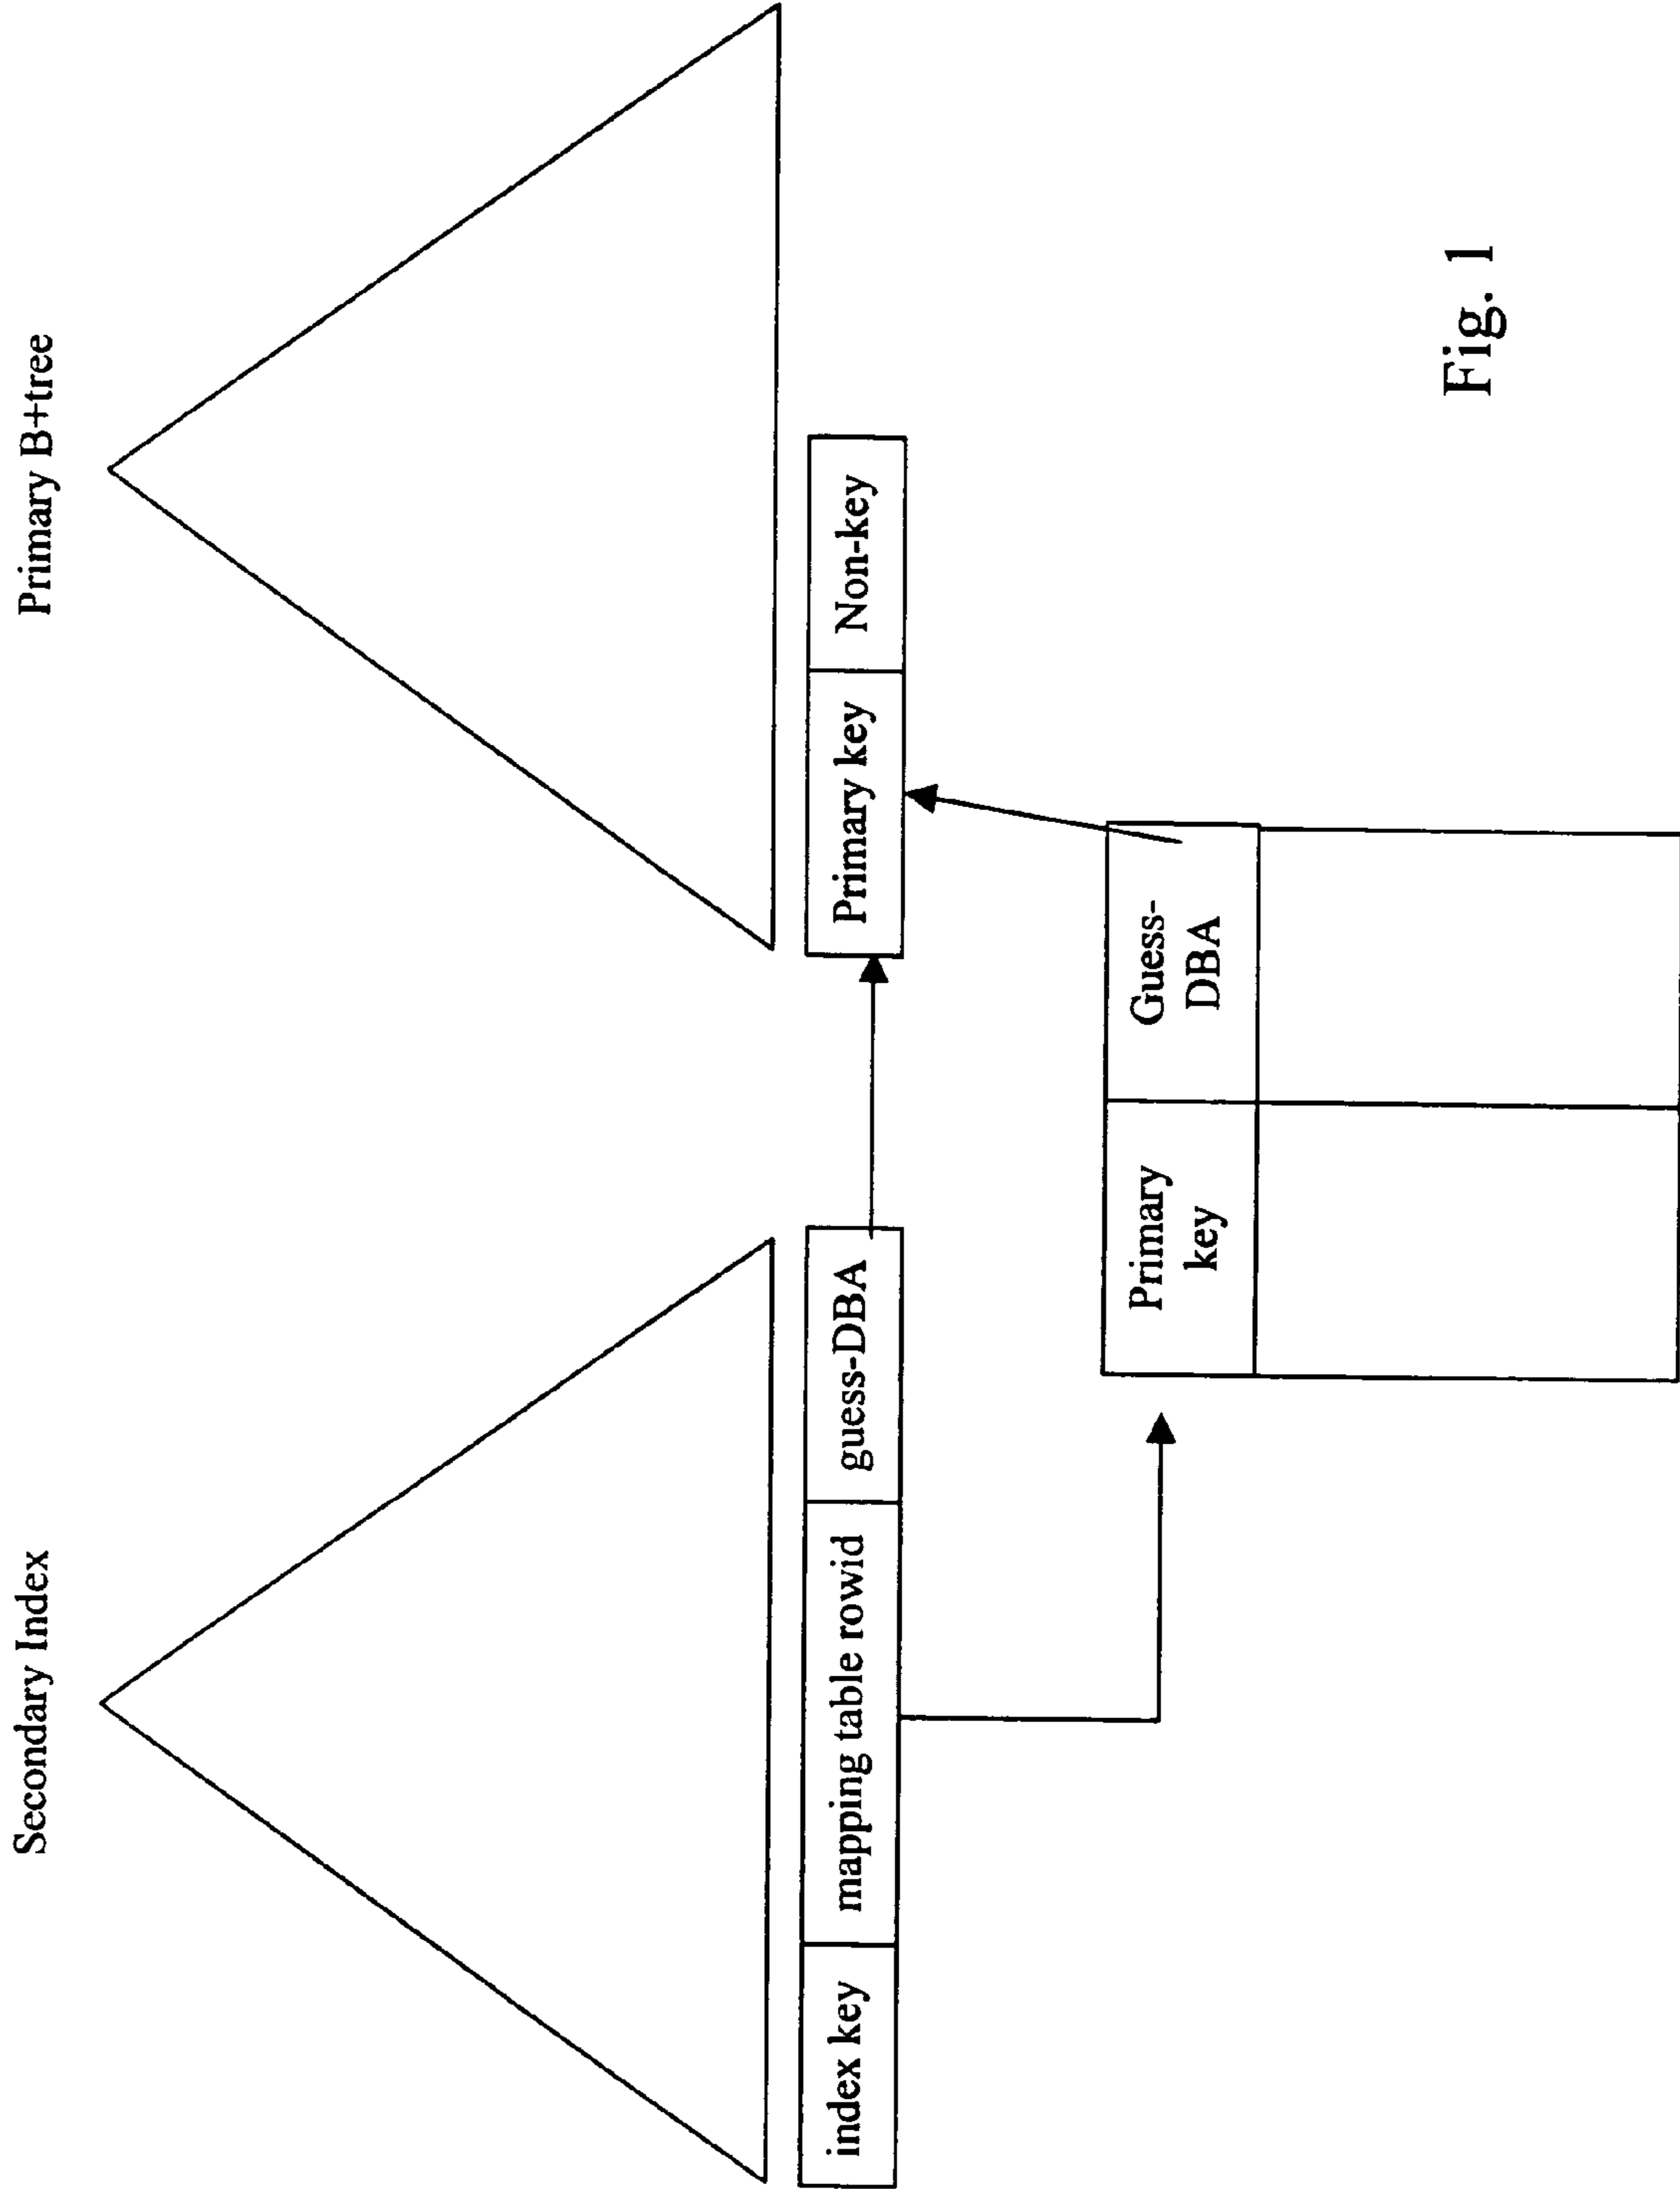 Secondary Index
Primary B+tree
index key
mapping table rowid
guess-DBA
Primary key
Non-key
Primary
key
Guess-
DBA
Fig. 1